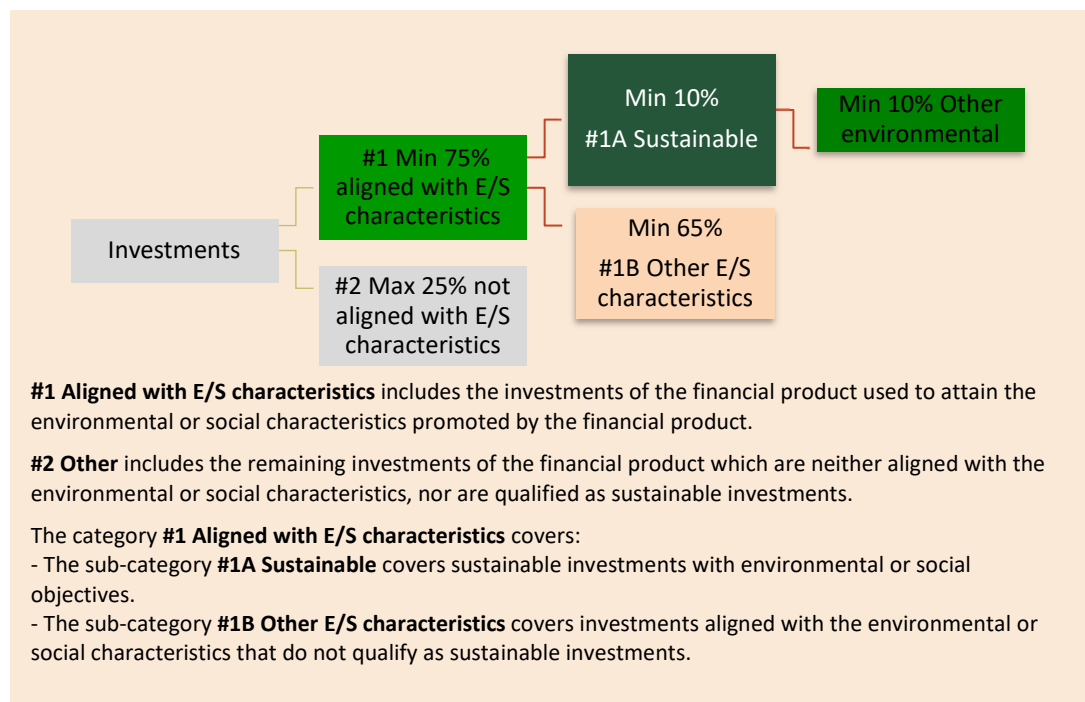 Investments
#1 Min 75%
aligned with E/S
characteristics
#2 Max 25% not
aligned with E/S
characteristics
Min 10%
#1A Sustainable
Min 65%
#1B Other E/S
characteristics
Min 10% Other
environmental
#1 Aligned with E/S characteristics includes the investments of the financial product used to attain the
environmental or social characteristics promoted by the financial product.
#2 Other includes the remaining investments of the financial product which are neither aligned with the
environmental or social characteristics, nor are qualified as sustainable investments.
The category #1 Aligned with E/S characteristics covers:
- The sub-category #1A Sustainable covers sustainable investments with environmental or social
objectives.
- The sub-category #1B Other E/S characteristics covers investments aligned with the environmental or
social characteristics that do not qualify as sustainable investments.